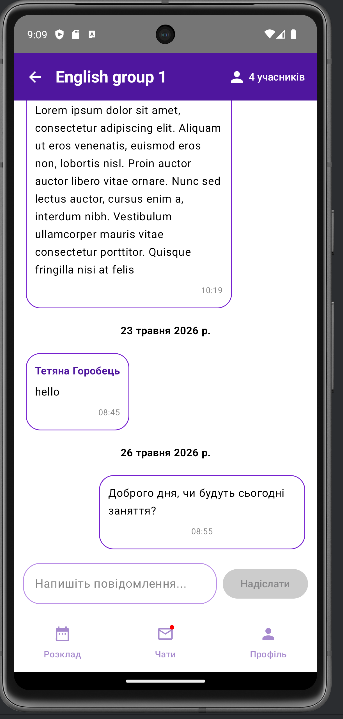 9:09
English group 1
4 учасників
Lorem ipsum dolor sit amet,
consectetur adipiscing elit. Aliquam
ut eros venenatis, euismod eros
non, lobortis nisl. Proin auctor
auctor libero vitae ornare. Nunc sed
lectus auctor, cursus enim a,
interdum nibh. Vestibulum
ullamcorper mauris vitae
consectetur porttitor. Quisque
fringilla nisi at felis
10:19
23 травня 2026 р.
Тетяна Горобець
hello
08:45
26 травня 2026 р.
Доброго дня, чи будуть сьогодні
заняття?
08:55
Напишіть повідомлення...
Надіслати
Розклад
Чати
Профіль